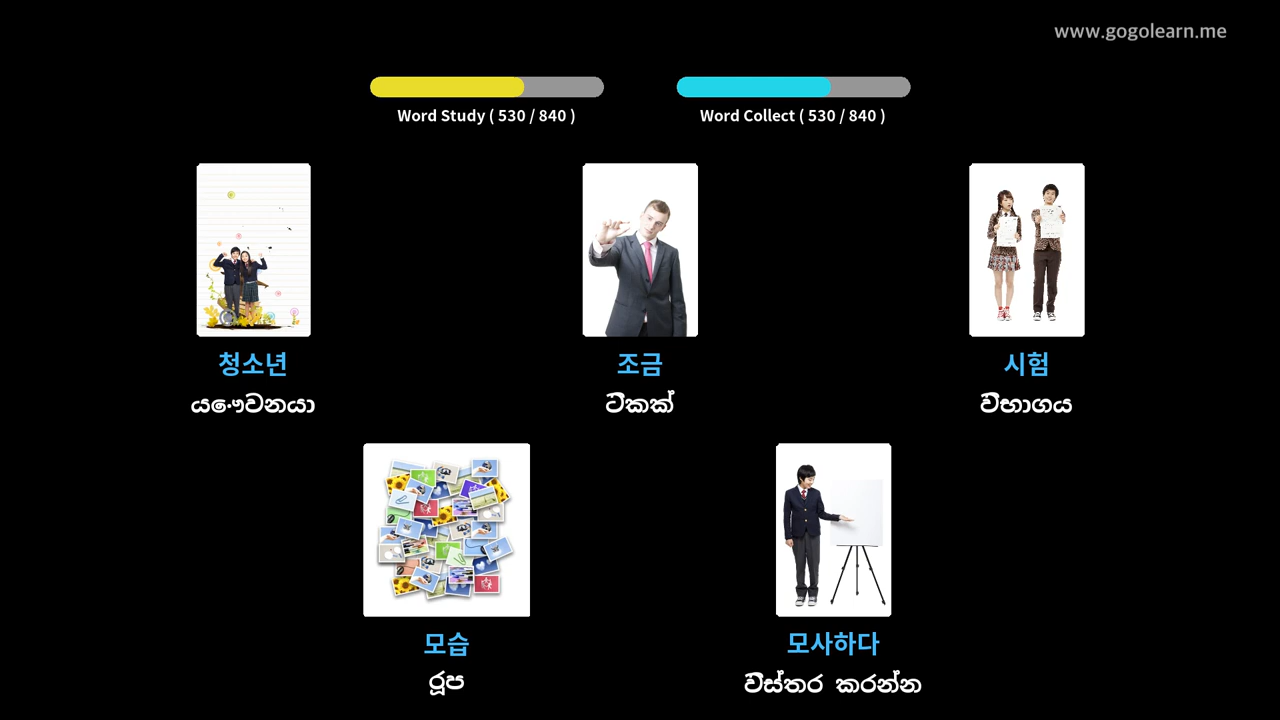 www.gogolearn.me
Word Study ( 530 / 840 )
Word Collect ( 530 / 840 )
청소년
යෞවනයා
조금
ටිකක්
시험
විභාගය
모습
රූප
모사하다
විස්තර කරන්න